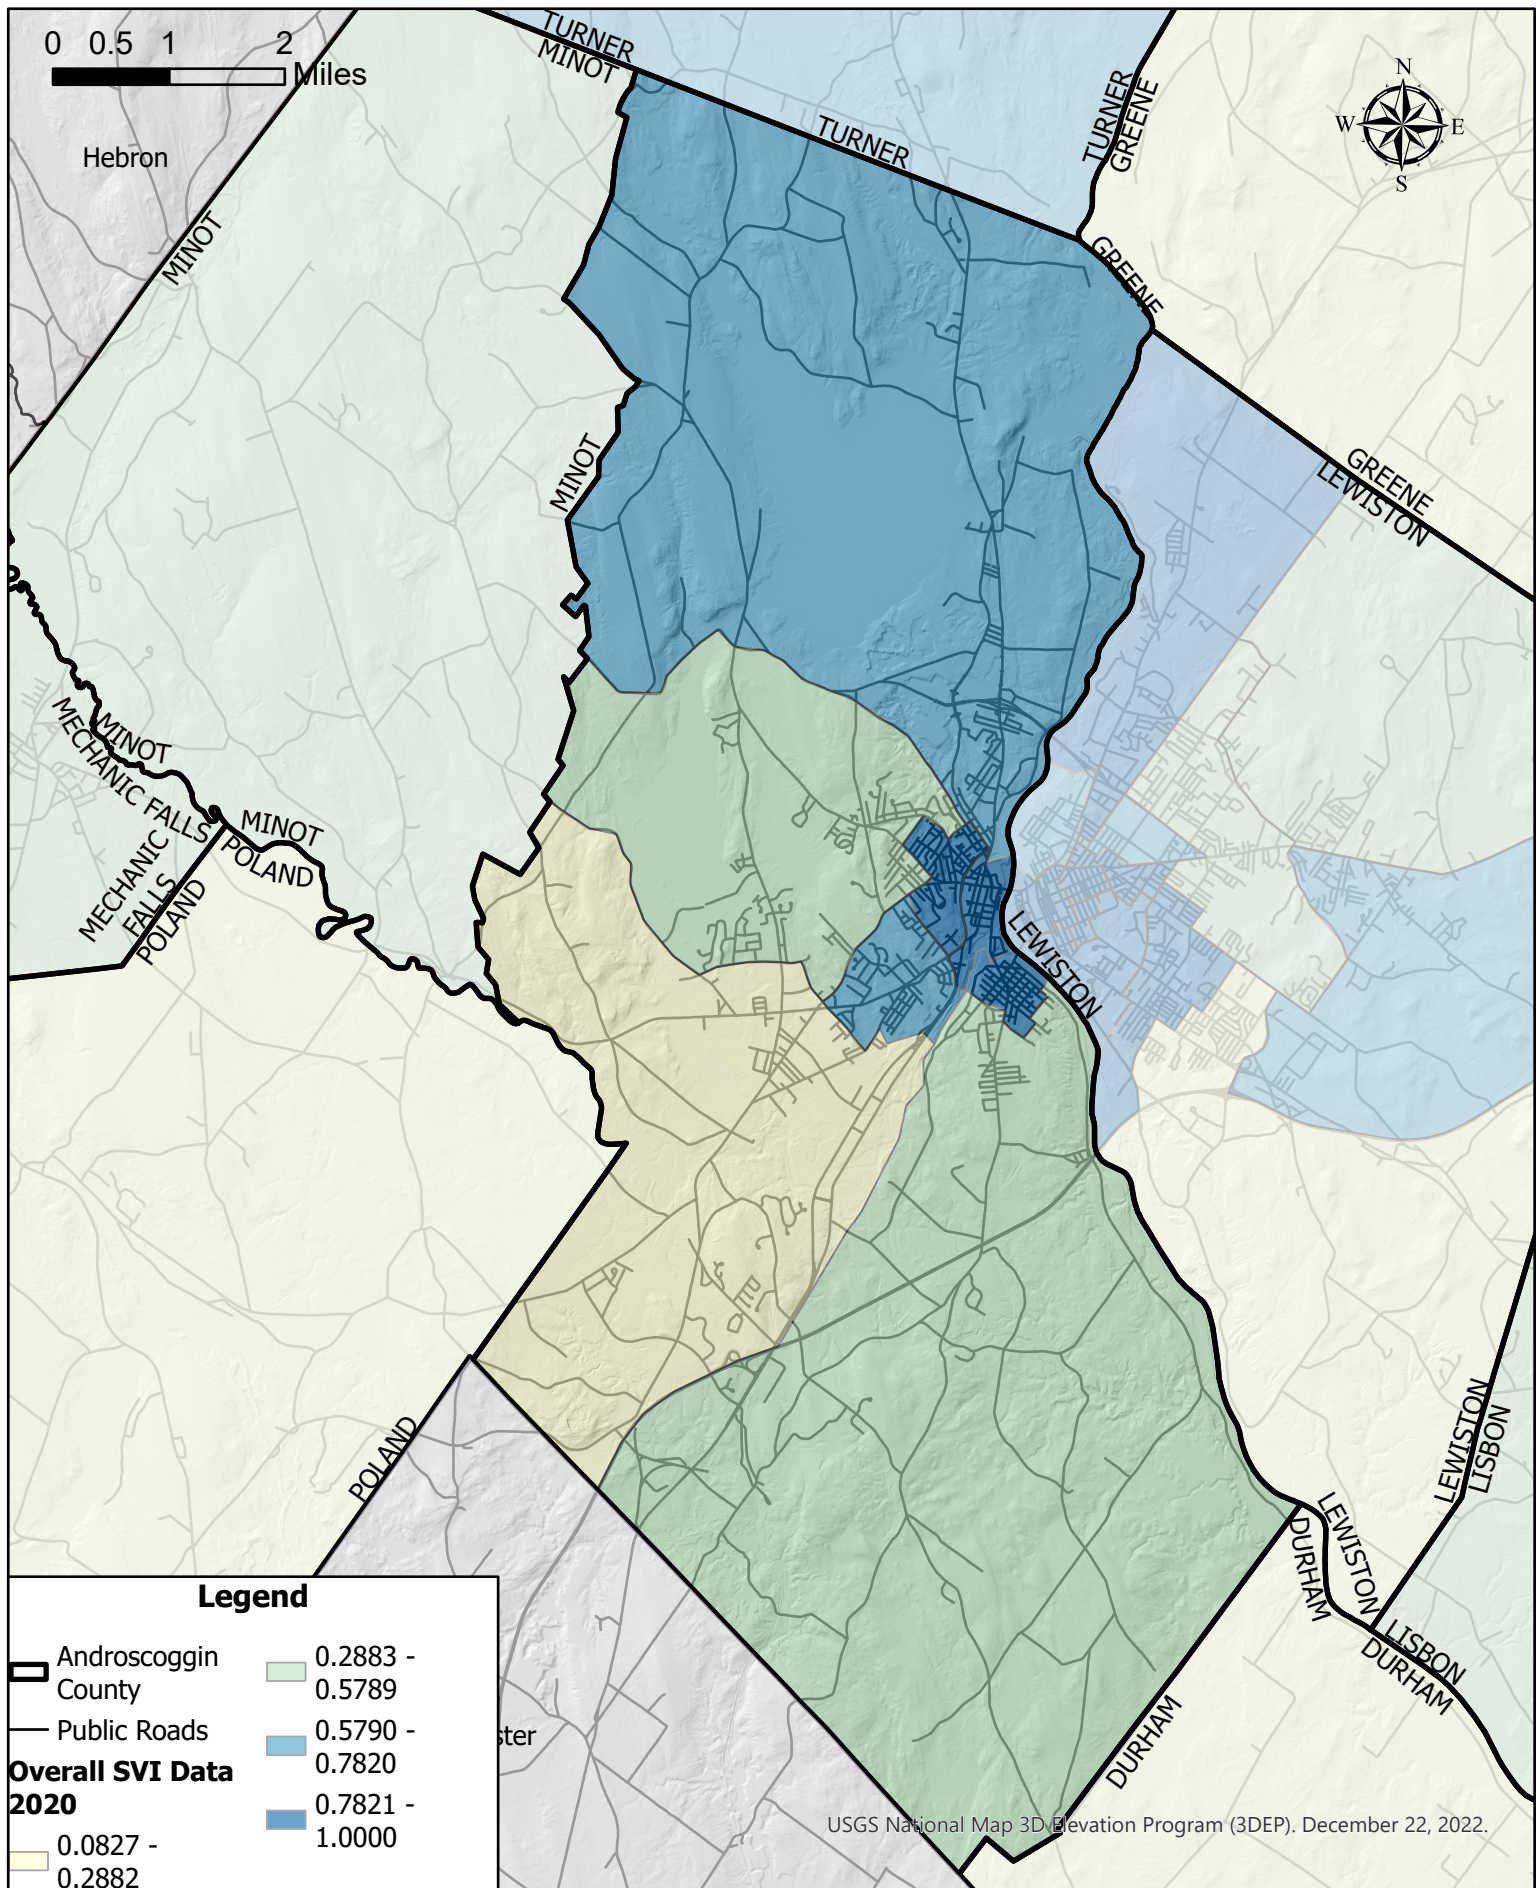 0 0.5 1 2
Miles
TURNER
MINOT
TURNER
TURNER
GREENE
N
W E
S
Hebron
MINOT
GREENE
MINOT
GREENE
LEWISTON
MINOT
MECHANIC FALLS
MINOT
POLAND
MECHANIC
FALLS
POLAND
LEWISTON
POLAND
LEWISTON
LISBON
LEWISTON
DURHAM
LISBON
DURHAM
DURHAM
Legend
Androscoggin
County
Public Roads
Overall SVI Data
2020
0.0827 -
0.2882
0.2883 -
0.5789
0.5790 -
0.7820
0.7821 -
1.0000
ster
USGS National Map 3D Elevation Program (3DEP). December 22, 2022.